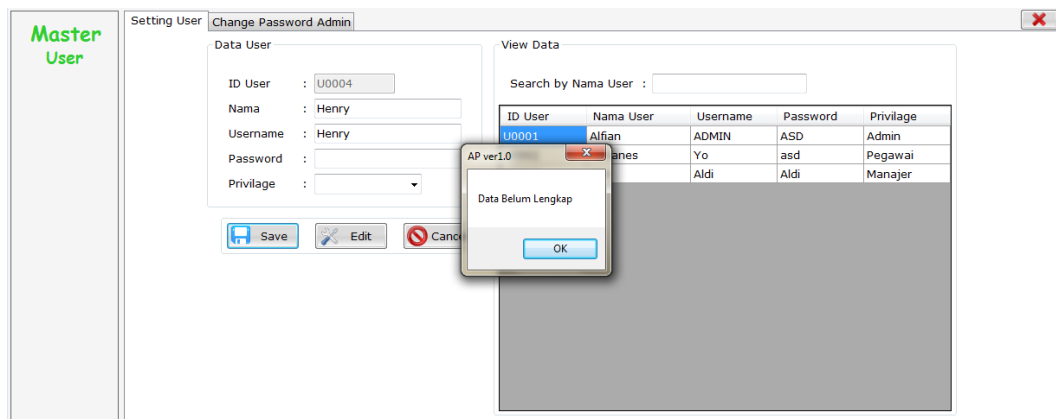 Master
User
Setting User
Change Password Admin
Data User
ID User : U0004
Nama : Henry
Username : Henry
Password :
Privilage :
Save
Edit
View Data
Search by Nama User :
ID User Nama User Username Password Privilage
U0001 Alfian ADMIN ASD Admin
Yo asd Pegawai
Aldi Aldi Manajer
AP ver1.0
Data Belum Lengkap
OK